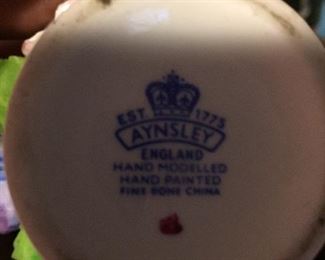 EST 1775
AYNSLEY
ENGLAND
HAND MODELLED
HAND PAINTED
FINE BONE CHINA